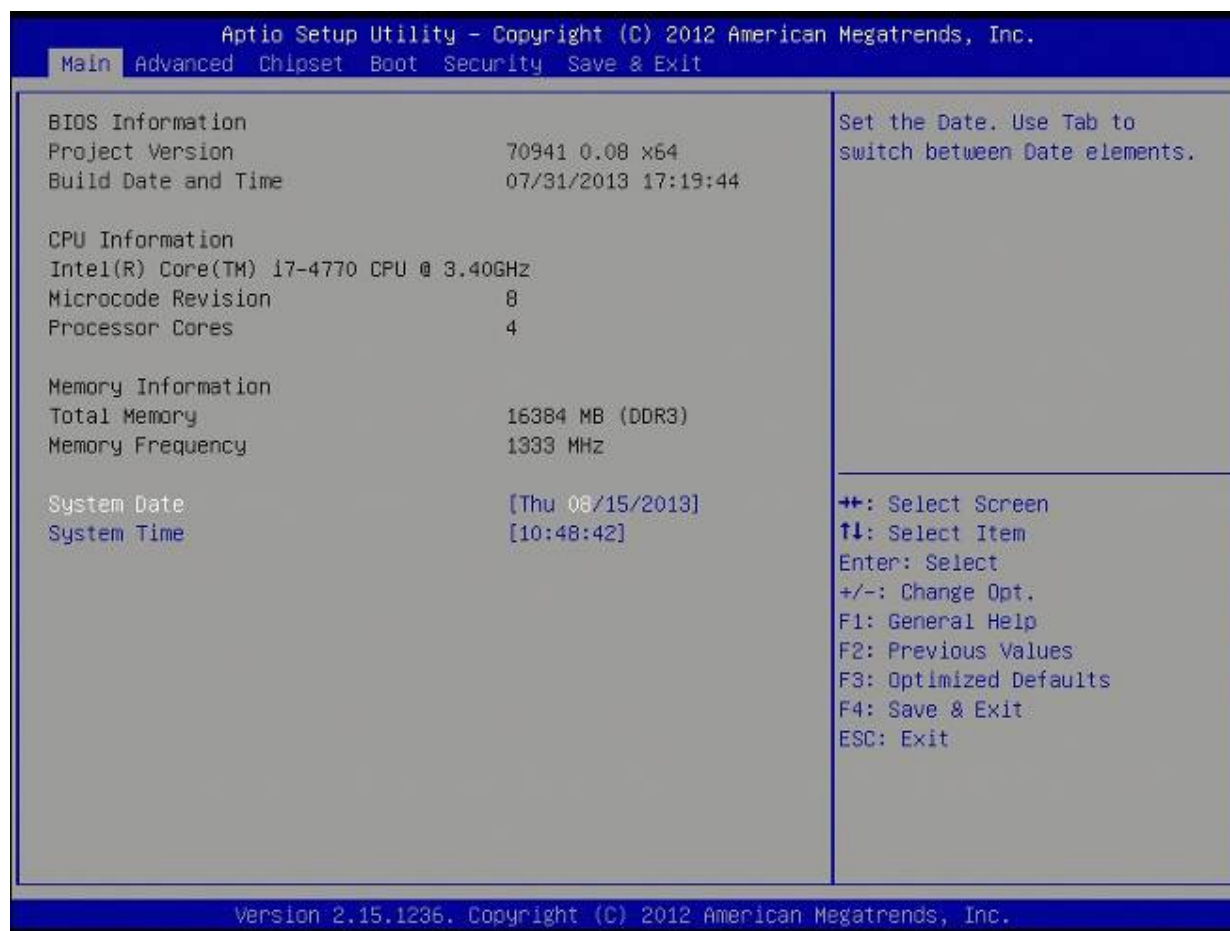 Aptio Setup Utility - Copyright (C) 2012 American Megatrends, Inc.
Main Advanced Chipset Boot Security Save & Exit
BIOS Information
Project Version 70941 0.08 x64
Build Date and Time 07/31/2013 17:19:44
CPU Information
Intel(R) Core(TM) i7-4770 CPU @ 3.40GHz
Microcode Revision 8
Processor Cores 4
Memory Information
Total Memory 16384 MB (DDR3)
Memory Frequency 1333 MHz
System Date [Thu 08/15/2013]
System Time [10:48:42]
Set the Date. Use Tab to
switch between Date elements.
→←: Select Screen
↑↓: Select Item
Enter: Select
+/-: Change Opt.
F1: General Help
F2: Previous Values
F3: Optimized Defaults
F4: Save & Exit
ESC: Exit
Version 2.15.1236. Copyright (C) 2012 American Megatrends, Inc.